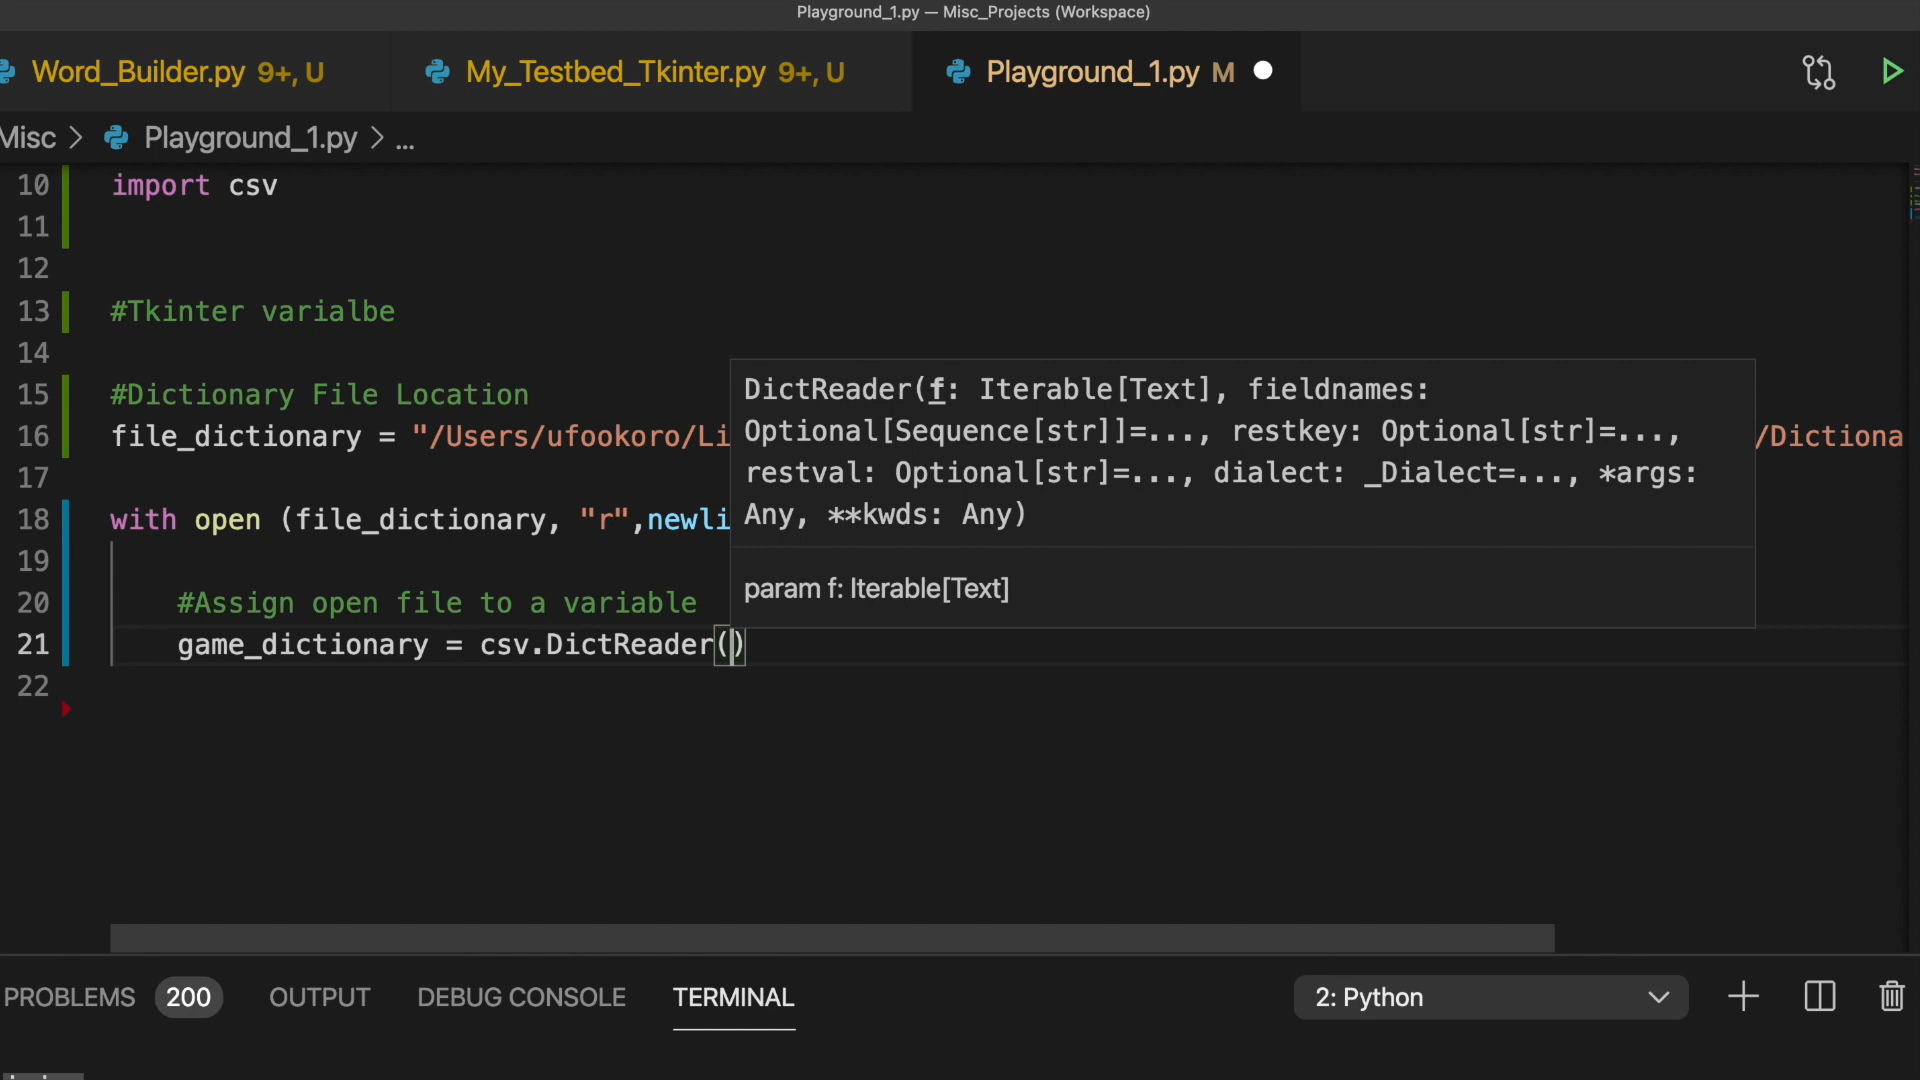 Playground_1.py — Misc_Projects (Workspace)
Word_Builder.py 9+, U My_Testbed_Tkinter.py 9+, U Playground_1.py M
Misc > Playground_1.py > ...
10 import csv
11
12
13 #Tkinter varialbe
14
15 #Dictionary File Location
16 file_dictionary = "/Users/ufookoro/Li /Dictiona
17
18 with open (file_dictionary, "r",newli
19
20 #Assign open file to a variable
21 game_dictionary = csv.DictReader()
22
DictReader(f: Iterable[Text], fieldnames:
Optional[Sequence[str]]=..., restkey: Optional[str]=...,
restval: Optional[str]=..., dialect: _Dialect=..., *args:
Any, **kwds: Any)
param f: Iterable[Text]
PROBLEMS 200 OUTPUT DEBUG CONSOLE TERMINAL 2: Python